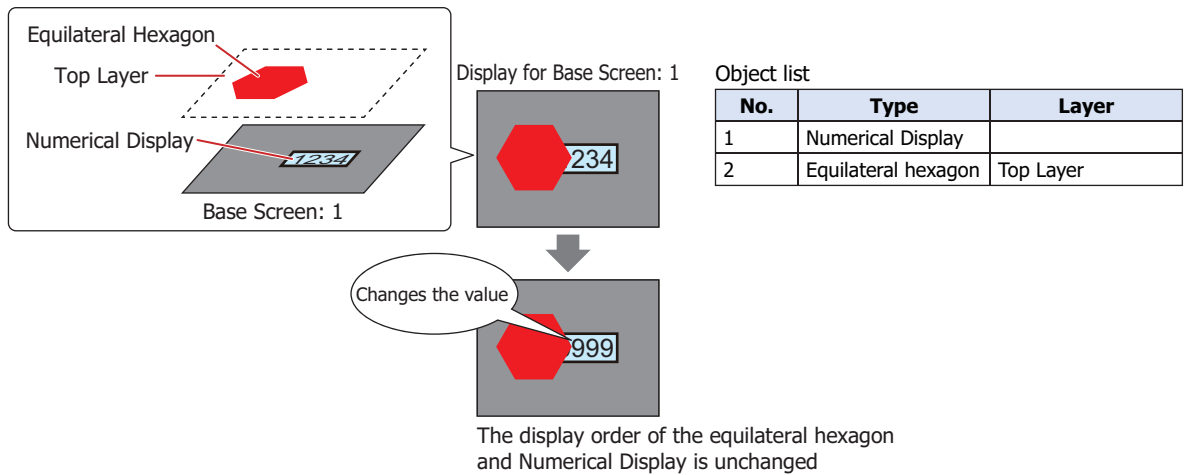 Equilateral Hexagon
Top Layer
Numerical Display
1234
Base Screen: 1
Display for Base Screen: 1
234
Changes the value
999
The display order of the equilateral hexagon
and Numerical Display is unchanged
Object list
No. Type Layer
1 Numerical Display
2 Equilateral hexagon Top Layer